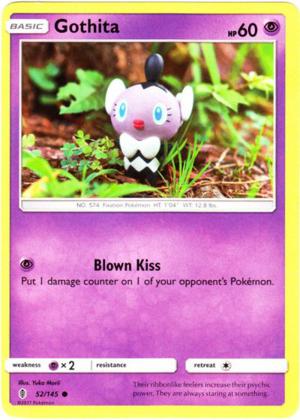 BASIC Gothita HP60
NO. 574 Fixation Pokémon HT: 1'04" WT: 12.8 lbs.
Blown Kiss
Put 1 damage counter on 1 of your opponent's Pokémon.
weakness ×2 resistance retreat
Illus. Yuka Morii
52/145
©2017 Pokémon
Their ribbonlike feelers increase their psychic
power. They are always staring at something.